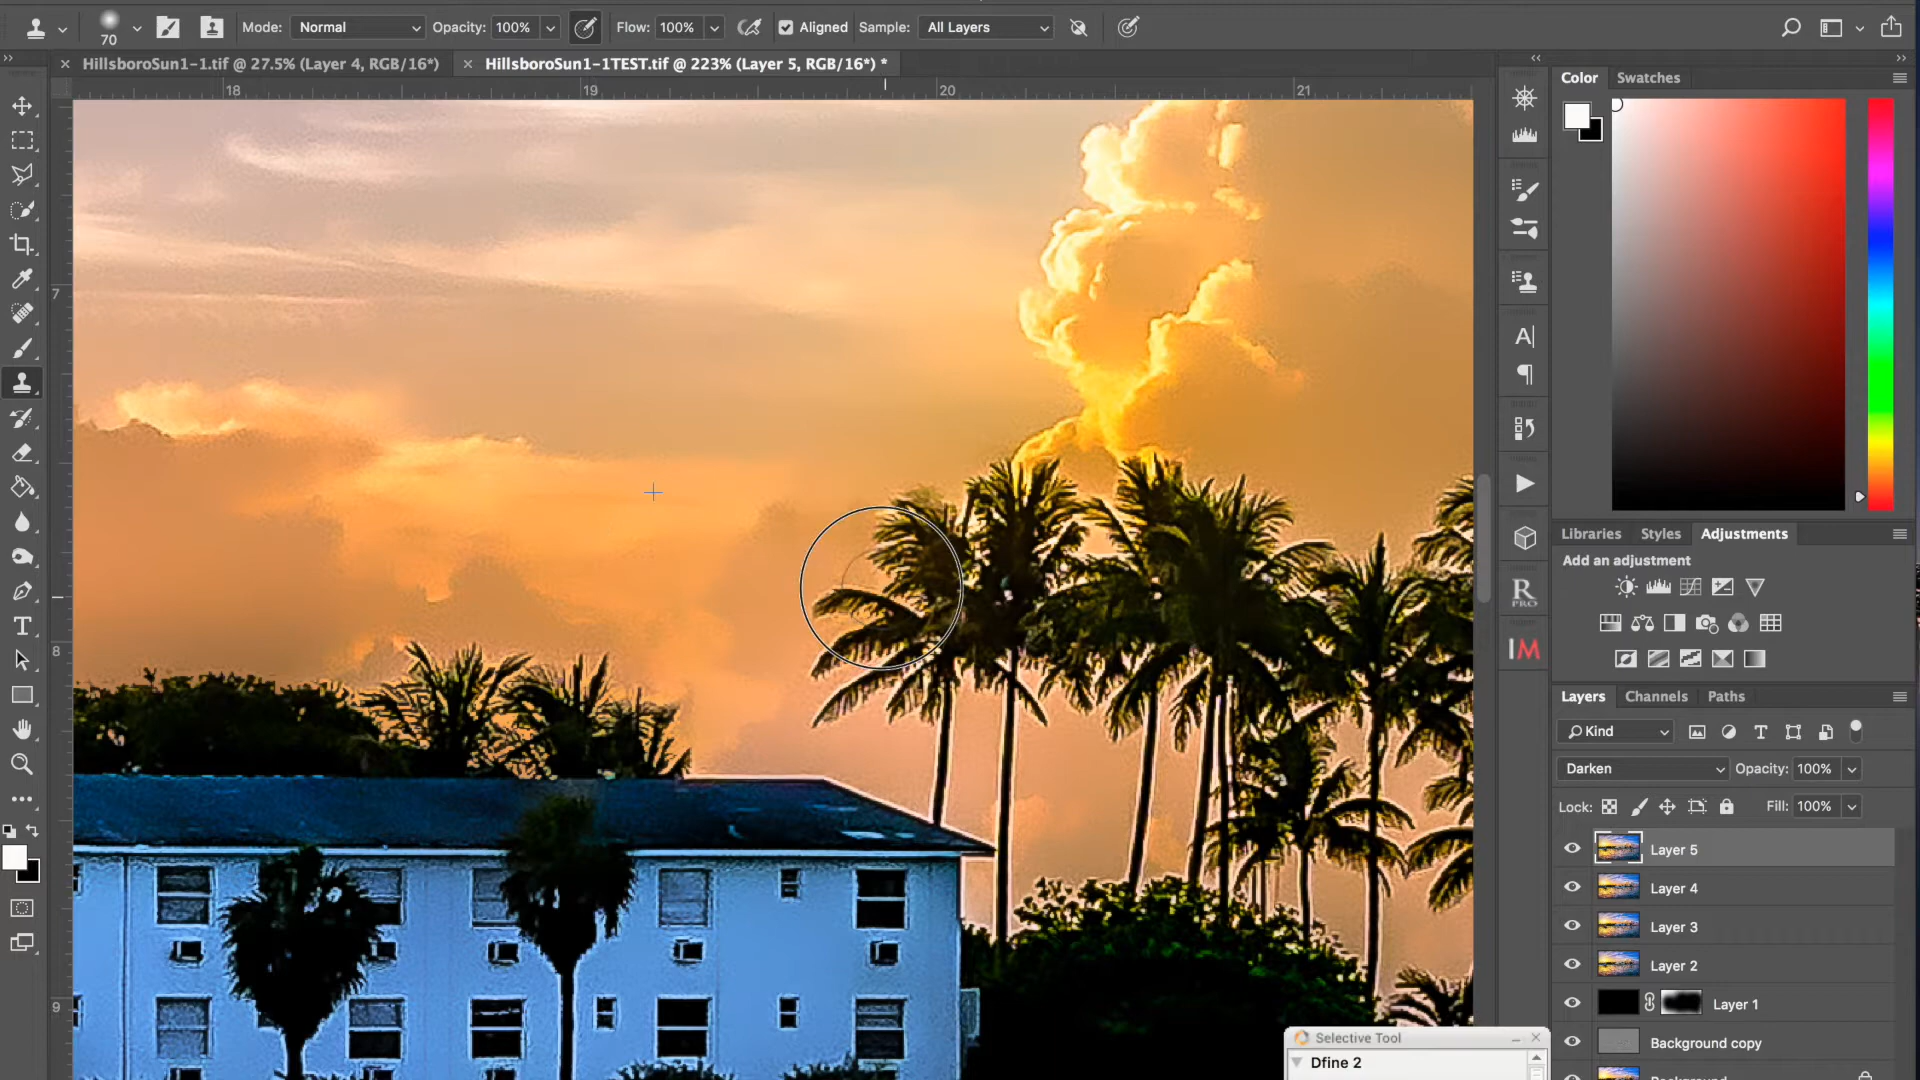 70 Mode: Normal Opacity: 100% Flow: 100% Aligned Sample: All Layers
HillsboroSun1-1.tif @ 27.5% (Layer 4, RGB/16*)
HillsboroSun1-1TEST.tif @ 223% (Layer 5, RGB/16*) *
18 19 20 21
7
8
9
Color Swatches
A|
R
PRO
IM
Libraries Styles Adjustments
Add an adjustment
Layers Channels Paths
Kind
Darken Opacity: 100%
Lock: Fill: 100%
Layer 5
Layer 4
Layer 3
Layer 2
Layer 1
Background copy
Selective Tool
Dfine 2